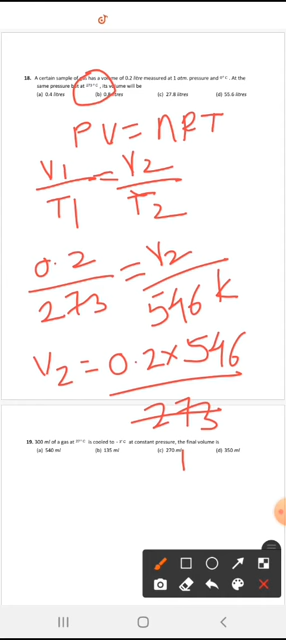 18. A certain sample of gas has a volume of 0.2 litre measured at 1 atm. pressure and 0°C. At the
same pressure but at 273°C, its volume will be
(a) 0.4 litres (b) 0.8 litres (c) 27.8 litres (d) 55.6 litres
PV = nRT
V1/T1 = V2/T2
0.2/273 = V2/546 K
V2 = 0.2 × 546/273
1
19. 300 ml of a gas at 27°C is cooled to -3°C at constant pressure, the final volume is
(a) 540 ml (b) 135 ml (c) 270 ml (d) 350 ml